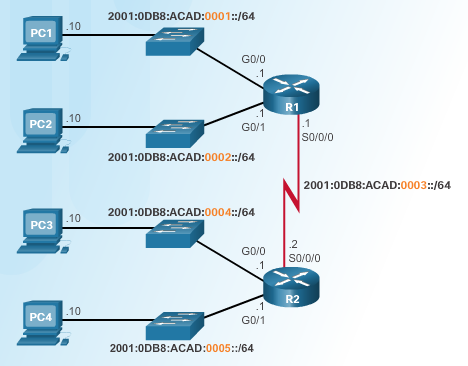 2001:0DB8:ACAD:0001::/64
PC1
.10
G0/0
.1
R1
PC2
.10
.1
G0/1
2001:0DB8:ACAD:0002::/64
.1
S0/0/0
2001:0DB8:ACAD:0003::/64
2001:0DB8:ACAD:0004::/64
PC3
.10
G0/0
.1
.2
S0/0/0
R2
PC4
.10
.1
G0/1
2001:0DB8:ACAD:0005::/64